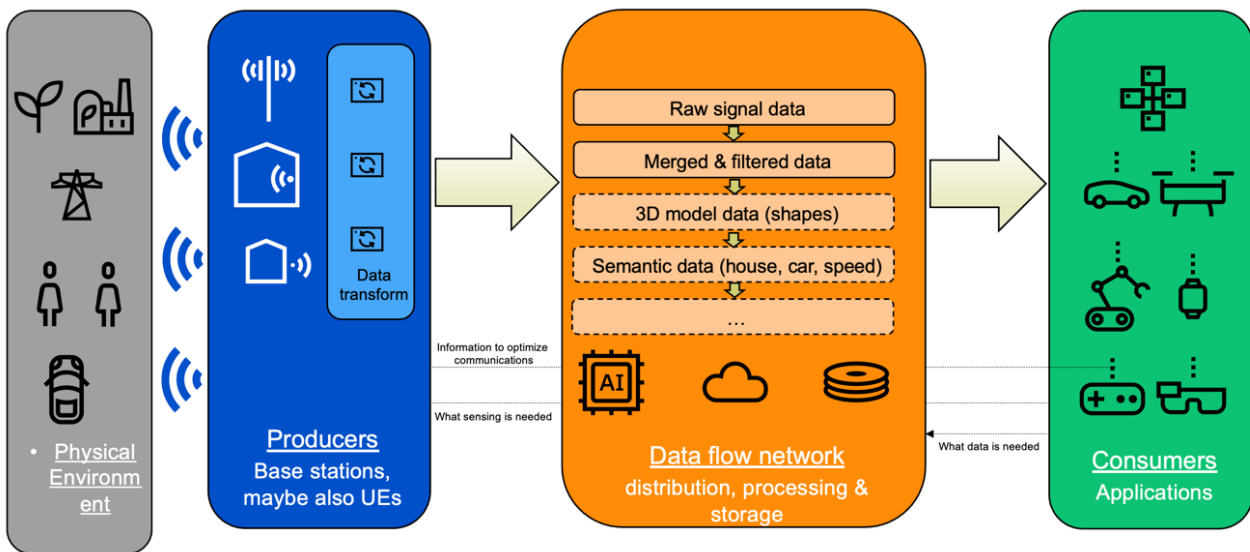 • Physical
Environm
ent
Data
transform
Producers
Base stations,
maybe also UEs
Information to optimize
communications
What sensing is needed
Raw signal data
Merged & filtered data
3D model data (shapes)
Semantic data (house, car, speed)
...
AI
Data flow network
distribution, processing &
storage
What data is needed
Consumers
Applications